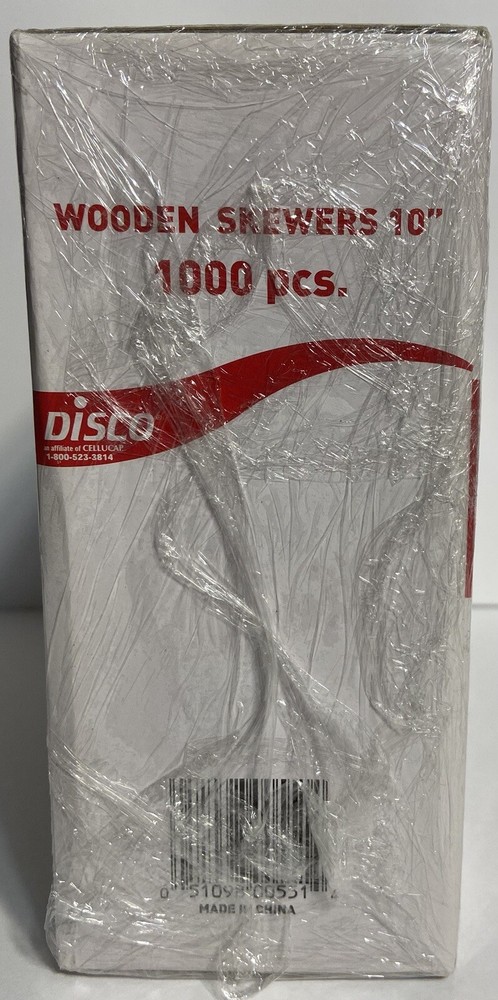 WOODEN SKEWERS 10"
1000 pcs.
DiSCO
an affiliate of CELLUCAP
1-800-523-3814
MADE IN CHINA